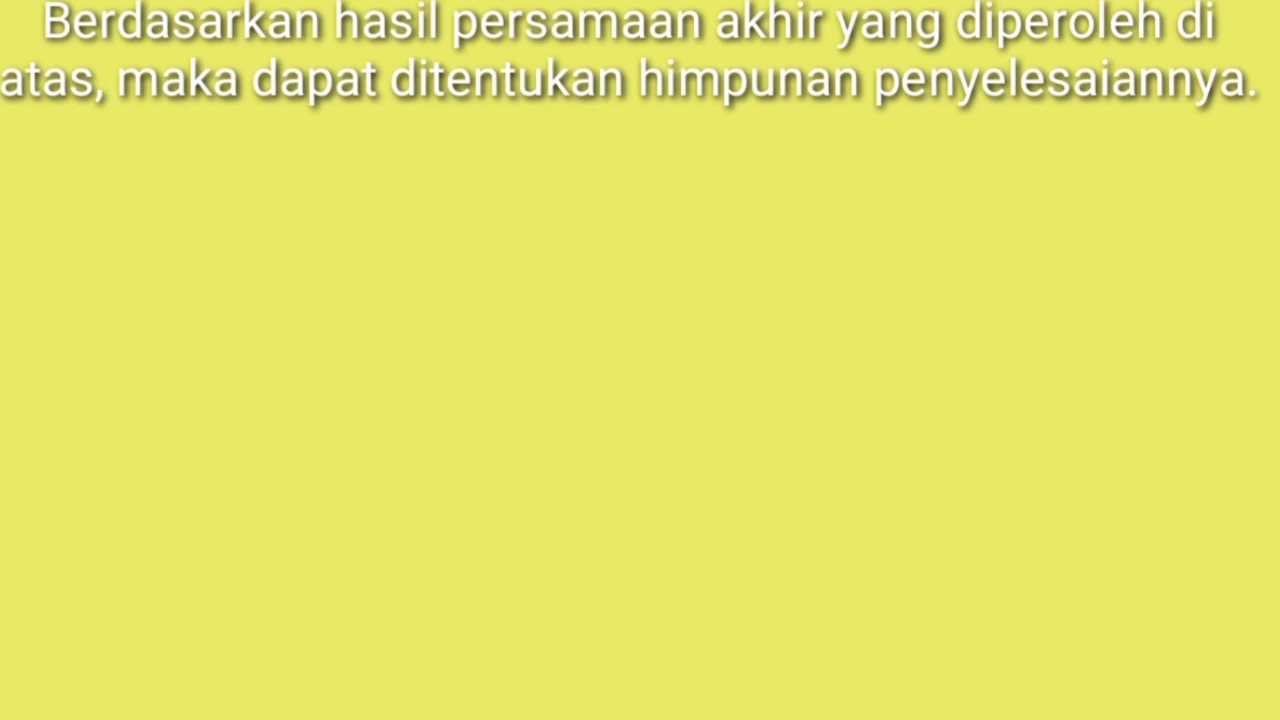 Berdasarkan hasil persamaan akhir yang diperoleh di
atas, maka dapat ditentukan himpunan penyelesaiannya.